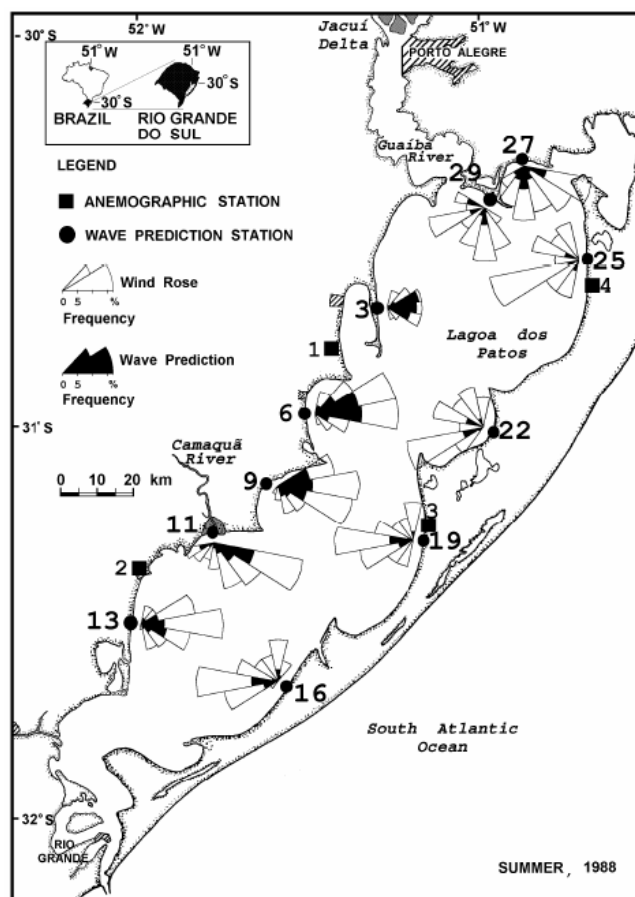 30°S
52°W
51°W
Jacuí
Delta
PORTO ALEGRE
51°W
51°W
30°S
30°S
BRAZIL
RIO GRANDE
DO SUL
Guaíba
River
27
29
LEGEND
ANEMOGRAPHIC STATION
WAVE PREDICTION STATION
25
4
Wind Rose
0 5 %
Frequency
3
Lagoa dos
Patos
1
Wave Prediction
0 5 %
Frequency
6
31°S
22
Camaquã
River
9
0 10 20 km
11
3
19
2
13
16
South Atlantic
Ocean
32°S
RIO
GRANDE
SUMMER, 1988